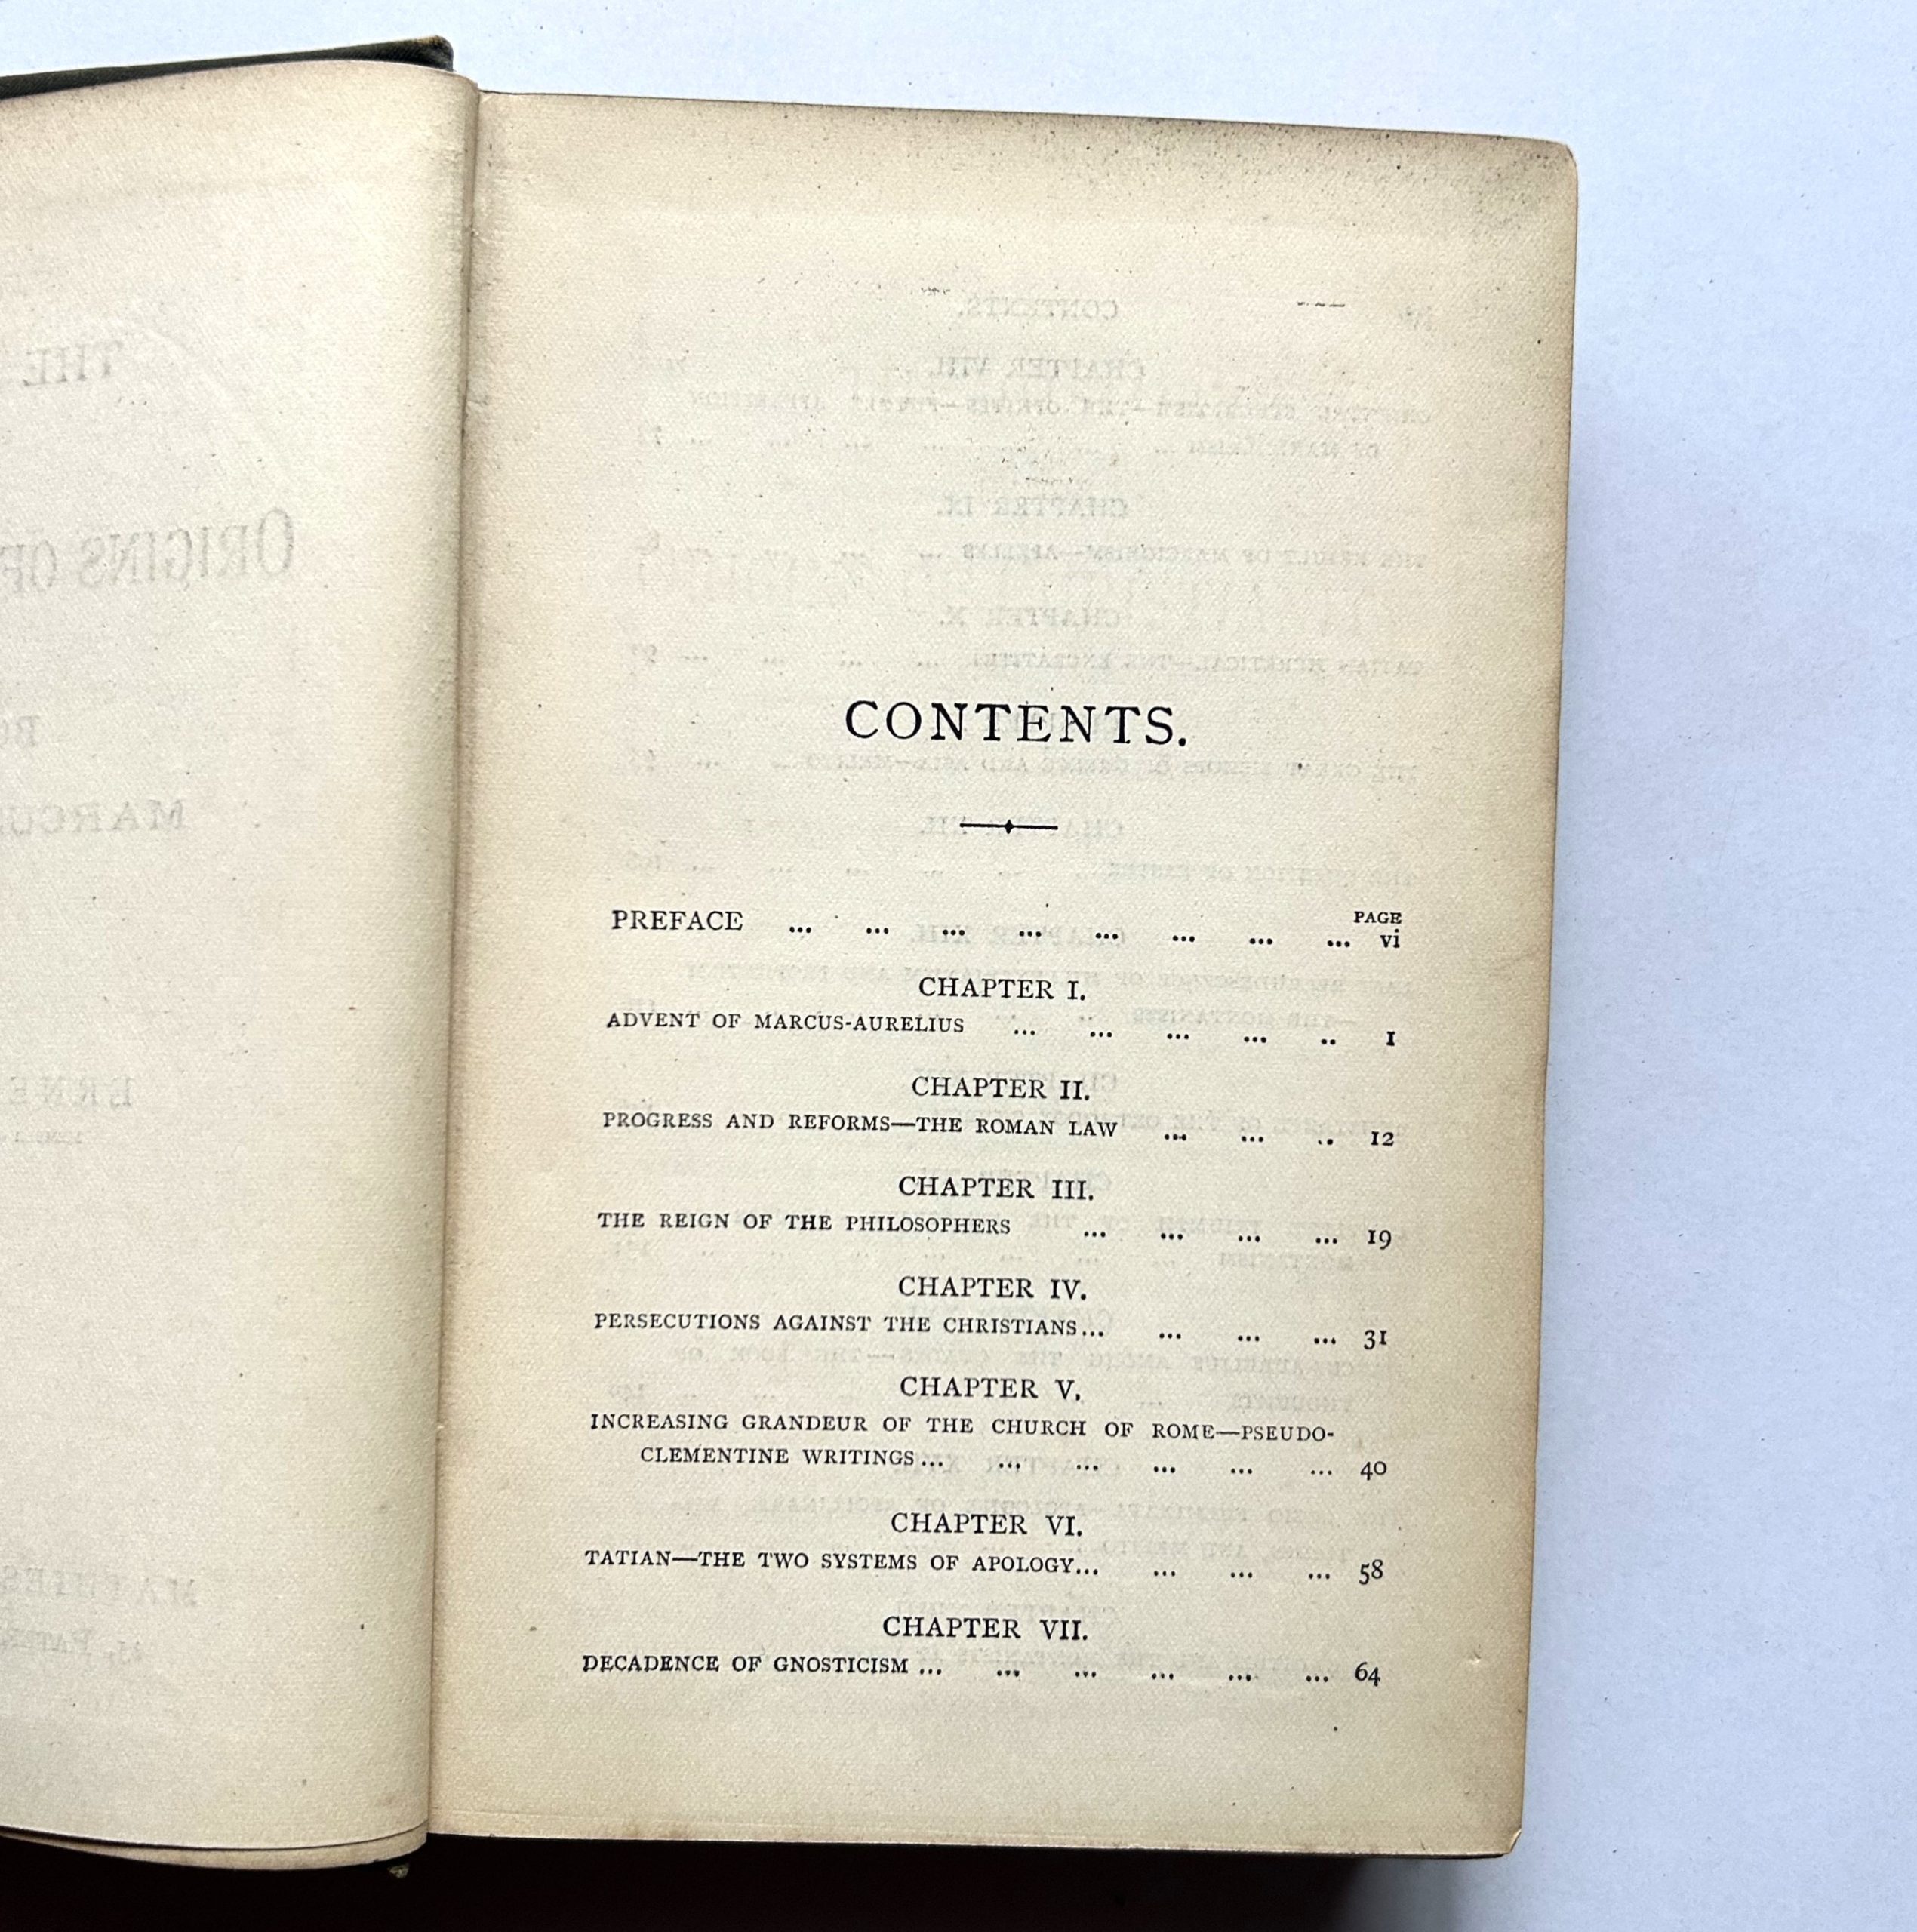 CONTENTS.
PAGE
PREFACE ... ... ... ... ... ... ... ... vi
CHAPTER I.
ADVENT OF MARCUS-AURELIUS ... ... ... ... .. 1
CHAPTER II.
PROGRESS AND REFORMS—THE ROMAN LAW ... ... .. 12
CHAPTER III.
THE REIGN OF THE PHILOSOPHERS ... ... ... ... 19
CHAPTER IV.
PERSECUTIONS AGAINST THE CHRISTIANS... ... ... ... 31
CHAPTER V.
INCREASING GRANDEUR OF THE CHURCH OF ROME—PSEUDO-
CLEMENTINE WRITINGS... ... ... ... ... ... 40
CHAPTER VI.
TATIAN—THE TWO SYSTEMS OF APOLOGY... ... ... ... 58
CHAPTER VII.
DECADENCE OF GNOSTICISM ... ... ... ... ... ... 64